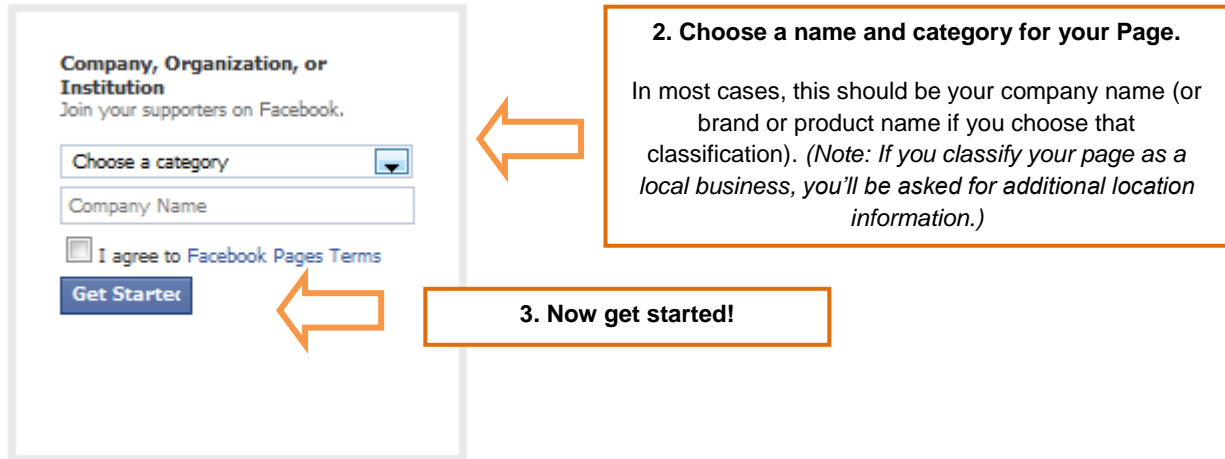 Company, Organization, or
Institution
Join your supporters on Facebook.
Choose a category
Company Name
I agree to Facebook Pages Terms
Get Starte
2. Choose a name and category for your Page.
In most cases, this should be your company name (or
brand or product name if you choose that
classification). (Note: If you classify your page as a
local business, you’ll be asked for additional location
information.)
3. Now get started!